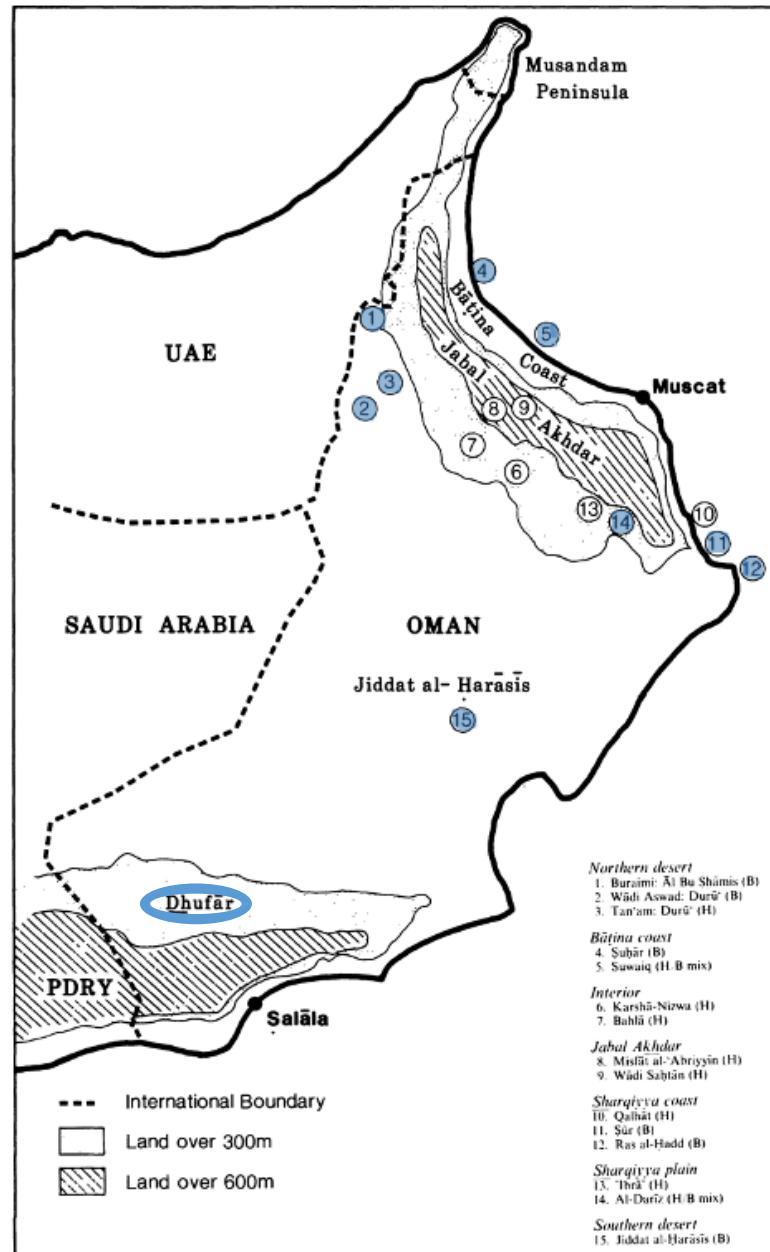 Musandam
Peninsula
4
Bāṭina
Coast
1
5
UAE
3
2
Jabal
Akhdar
Muscat
8
9
7
6
13
14
10
11
12
SAUDI ARABIA
OMAN
Jiddat al-Ḥarāsīs
15
Dhufār
PDRY
Salāla
International Boundary
Land over 300m
Land over 600m
Northern desert
1. Buraimi: Āl Bu Shāmis (B)
2. Wādi Aswad: Durū' (B)
3. Tan'am: Durū' (H)
Bāṭina coast
4. Ṣuḥār (B)
5. Suwaiq (H/B mix)
Interior
6. Karshā-Nizwa (H)
7. Bahlā (H)
Jabal Akhdar
8. Misfāt al-'Abriyyīn (H)
9. Wādi Saḥtān (H)
Sharqiyya coast
10. Qalhāt (H)
11. Ṣūr (B)
12. Ras al-Ḥadd (B)
Sharqiyya plain
13. 'Ibrā' (H)
14. Al-Darīz (H/B mix)
Southern desert
15. Jiddat al-Ḥarāsīs (B)